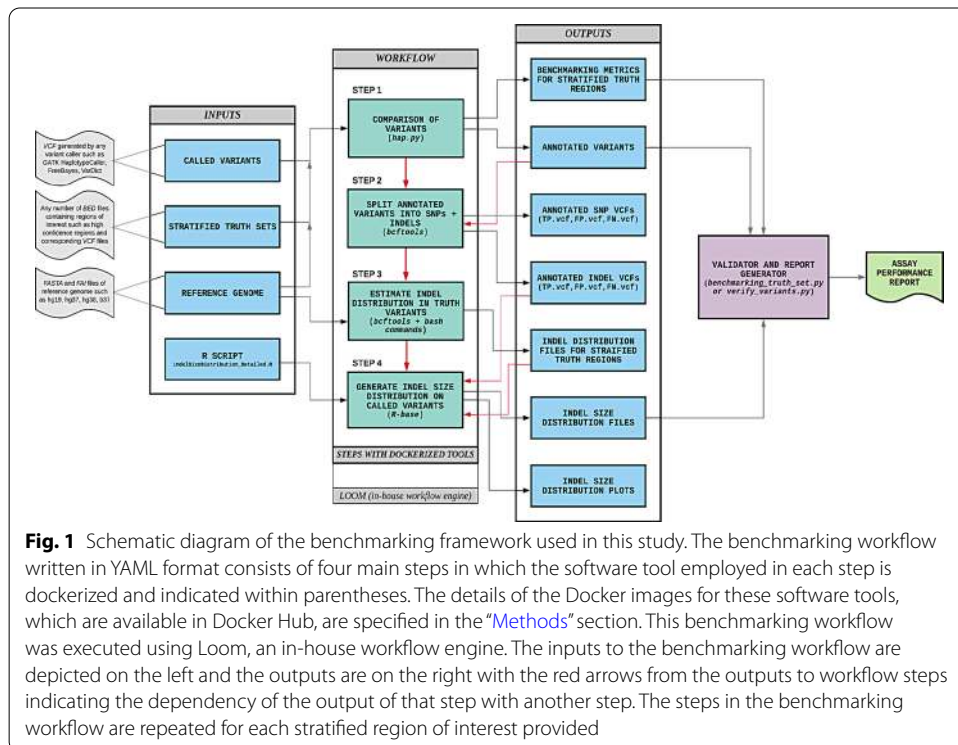 INPUTS
VCF generated by any
variant caller such as
GATK HaplotypeCaller,
FreeBayes, VarDict
CALLED VARIANTS
Any number of BED files
containing regions of
interest such as high
confidence regions and
corresponding VCF files
STRATIFIED TRUTH SETS
FASTA and FAI files of
reference genome such
as hg19, hg37, hg38, G37
REFERENCE GENOME
R SCRIPT
WORKFLOW
STEP 1
COMPARISON OF
VARIANTS
(hap.py)
STEP 2
SPLIT ANNOTATED
VARIANTS INTO SNPs +
INDELS
(bcftools)
STEP 3
ESTIMATE INDEL
DISTRIBUTION IN TRUTH
VARIANTS
(bcftools + bash
commands)
STEP 4
GENERATE INDEL SIZE
DISTRIBUTION ON
CALLED VARIANTS
(R-base)
STEPS WITH DOCKERIZED TOOLS
LOOM (in-house workflow engine)
OUTPUTS
BENCHMARKING METRICS
FOR STRATIFIED TRUTH
REGIONS
ANNOTATED VARIANTS
ANNOTATED SNP VCFs
(TP.vcf,FP.vcf,FN.vcf)
ANNOTATED INDEL VCFs
(TP.vcf,FP.vcf,FN.vcf)
INDEL DISTRIBUTION
FILES FOR STRAIFIED
TRUTH REGIONS
INDEL SIZE
DISTRIBUTION FILES
INDEL SIZE
DISTRIBUTION PLOTS
VALIDATOR AND REPORT
GENERATOR
(benchmarking_truth_set.py
or verify_variants.py)
ASSAY
PERFORMANCE
REPORT
Fig. 1 Schematic diagram of the benchmarking framework used in this study. The benchmarking workflow
written in YAML format consists of four main steps in which the software tool employed in each step is
dockerized and indicated within parentheses. The details of the Docker images for these software tools,
which are available in Docker Hub, are specified in the “Methods” section. This benchmarking workflow
was executed using Loom, an in-house workflow engine. The inputs to the benchmarking workflow are
depicted on the left and the outputs are on the right with the red arrows from the outputs to workflow steps
indicating the dependency of the output of that step with another step. The steps in the benchmarking
workflow are repeated for each stratified region of interest provided